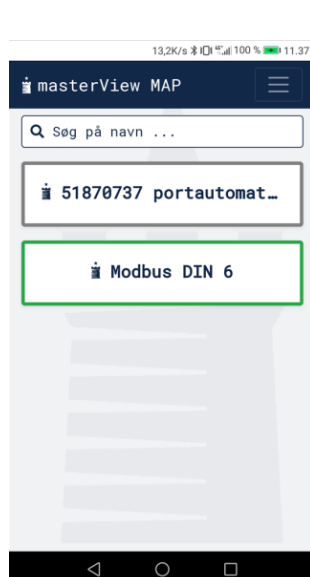 13,2K/s 100 % 11.37
masterView MAP
Søg på navn ...
51870737 portautomat…
Modbus DIN 6